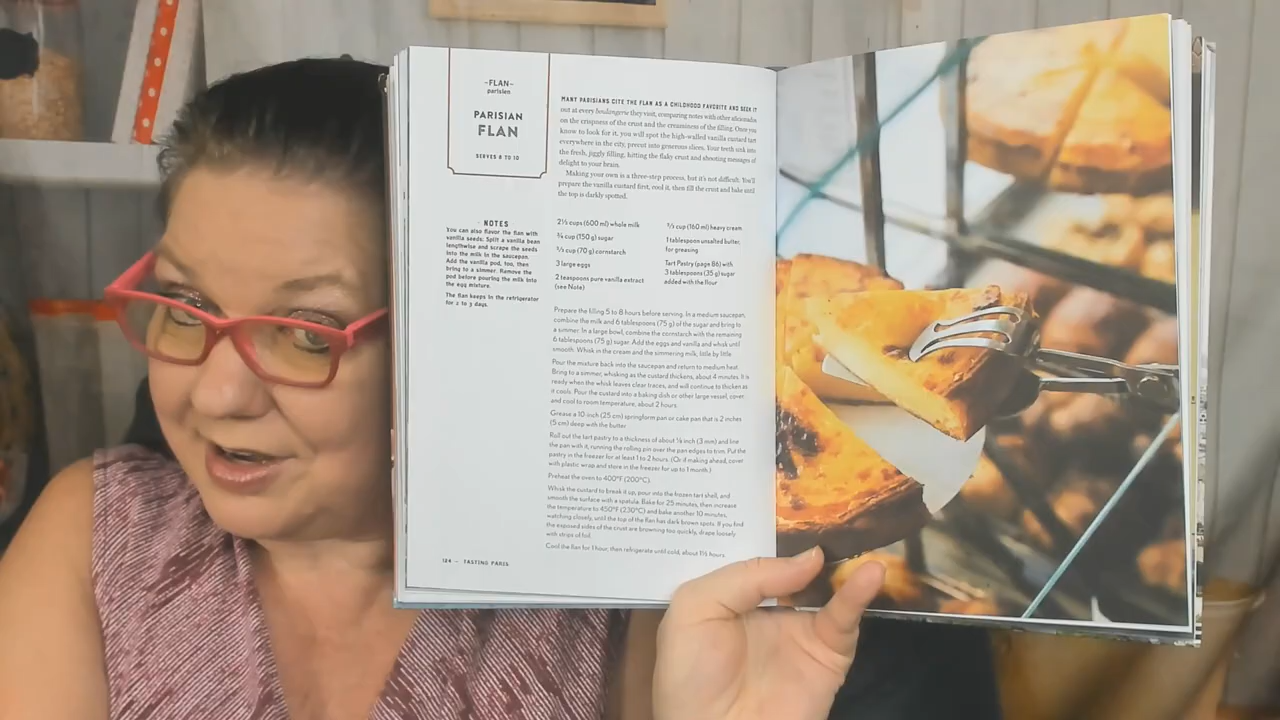 –FLAN–
parisien
PARISIAN
FLAN
SERVES 8 TO 10
MANY PARISIANS CITE THE FLAN AS A CHILDHOOD FAVORITE AND SEEK IT
out at every boulangerie they visit, comparing notes with other aficionados
on the crispness of the crust and the creaminess of the filling. Once you
know to look for it, you will spot the high-walled vanilla custard tart
everywhere in the city, precut into generous slices. Your teeth sink into
the fresh, jiggly filling, hitting the flaky crust and shooting messages of
delight to your brain.
Making your own is a three-step process, but it's not difficult. You'll
prepare the vanilla custard first, cool it, then fill the crust and bake until
the top is darkly spotted.
NOTES
You can also flavor the flan with
vanilla seeds: Split a vanilla bean
lengthwise and scrape the seeds
into the milk in the saucepan.
Add the vanilla pod, too, then
bring to a simmer. Remove the
pod before pouring the milk into
the egg mixture.
The flan keeps in the refrigerator
for 2 to 3 days.
2½ cups (600 ml) whole milk
¾ cup (150 g) sugar
cup (70 g) cornstarch
3 large eggs
2 teaspoons pure vanilla extract
(see Note)
⅔ cup (160 ml) heavy cream
1 tablespoon unsalted butter,
for greasing
Tart Pastry (page 86) with
3 tablespoons (35 g) sugar
added with the flour
Prepare the filling 5 to 8 hours before serving. In a medium saucepan,
combine the milk and 6 tablespoons (75 g) of the sugar and bring to
a simmer. In a large bowl, combine the cornstarch with the remaining
6 tablespoons (75 g) sugar. Add the eggs and vanilla and whisk until
smooth. Whisk in the cream and the simmering milk, little by little.
Pour the mixture back into the saucepan and return to medium heat.
Bring to a simmer, whisking as the custard thickens, about 4 minutes. It is
ready when the whisk leaves clear traces, and will continue to thicken as
it cools. Pour the custard into a baking dish or other large vessel, cover,
and cool to room temperature, about 2 hours.
Grease a 10-inch (25 cm) springform pan or cake pan that is 2 inches
(5 cm) deep with the butter.
Roll out the tart pastry to a thickness of about ⅛ inch (3 mm) and line
the pan with it, running the rolling pin over the pan edges to trim. Put the
pastry in the freezer for at least 1 to 2 hours. (Or if making ahead, cover
with plastic wrap and store in the freezer for up to 1 month.)
Preheat the oven to 400°F (200°C).
Whisk the custard to break it up, pour into the frozen tart shell, and
smooth the surface with a spatula. Bake for 25 minutes, then increase
the temperature to 450°F (230°C) and bake another 10 minutes,
watching closely, until the top of the flan has dark brown spots. If you find
the exposed sides of the crust are browning too quickly, drape loosely
with strips of foil.
Cool the flan for 1 hour, then refrigerate until cold, about 1½ hours.
124 — TASTING PARIS